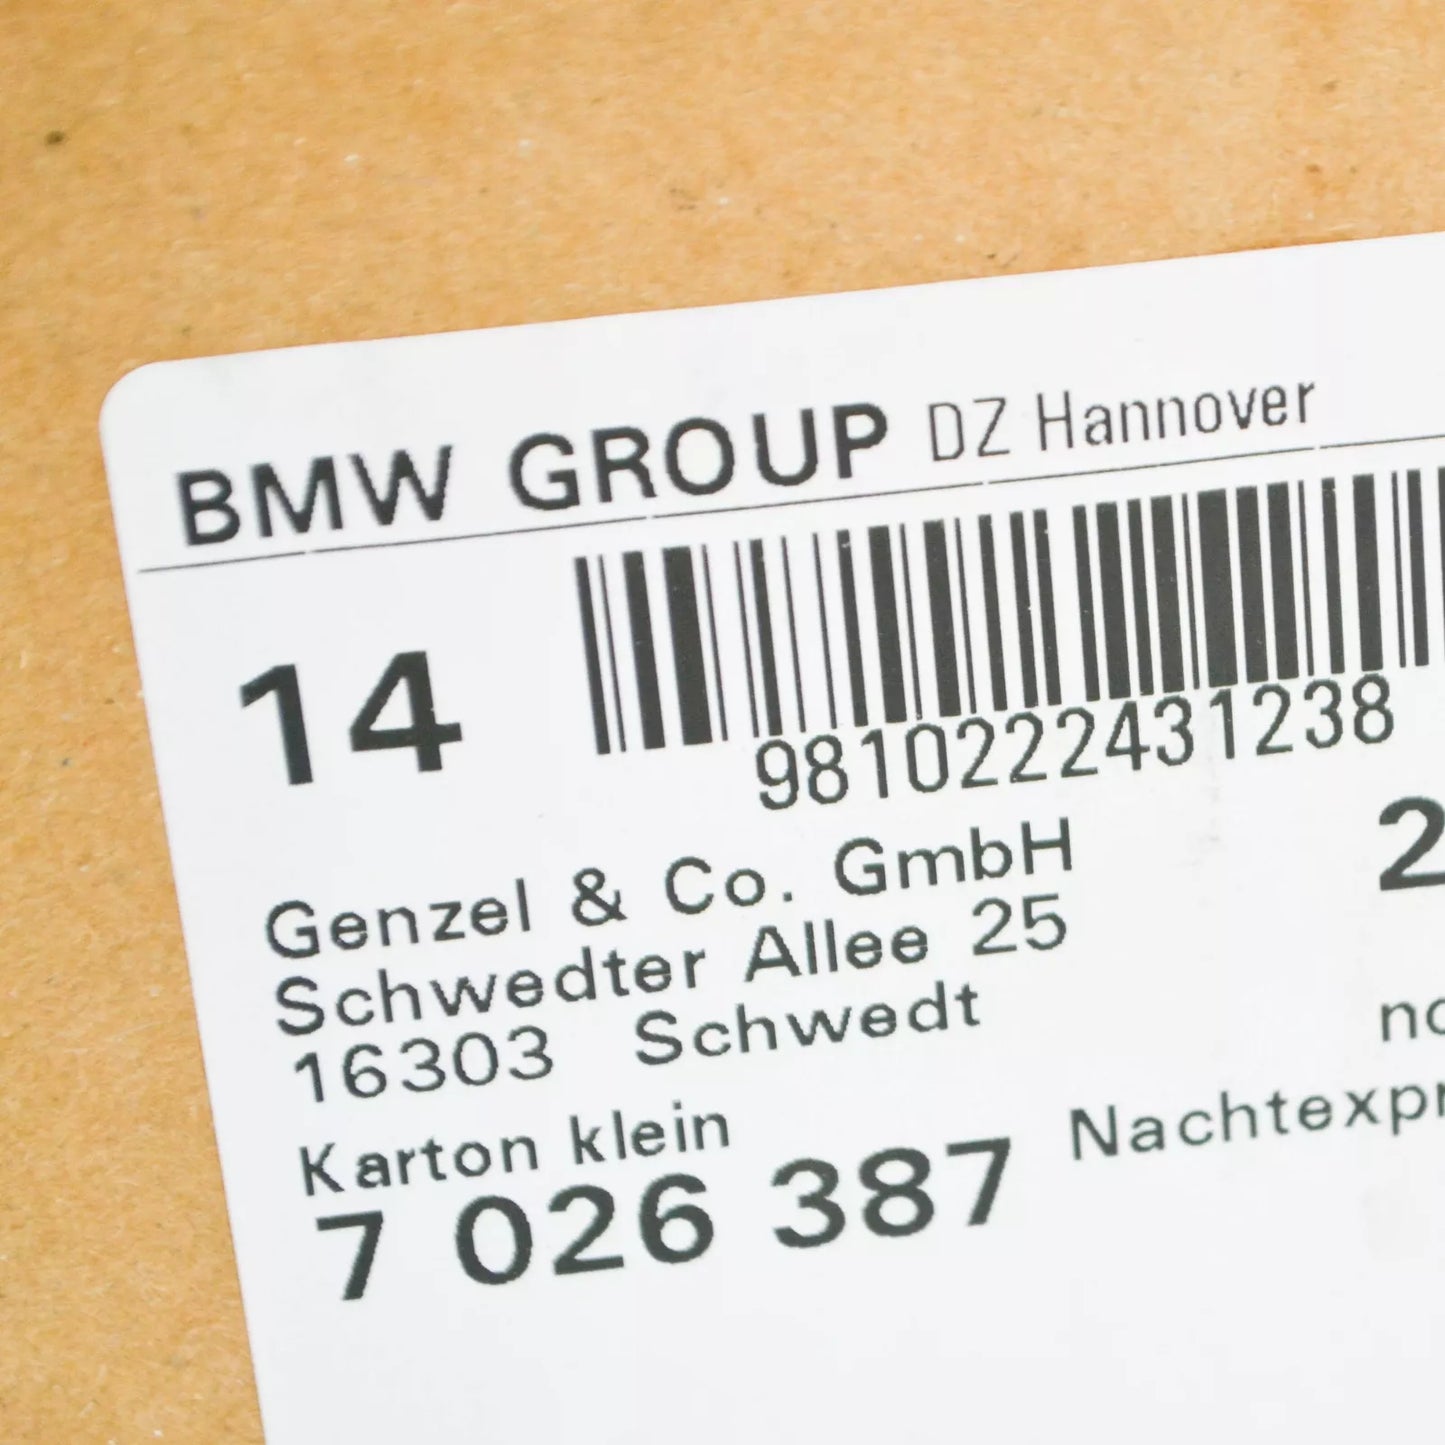 BMW GROUP DZ Hannover
14
9810222431238
Genzel & Co. GmbH
2
Schwedter Allee 25
16303 Schwedt
Karton klein
7 026 387